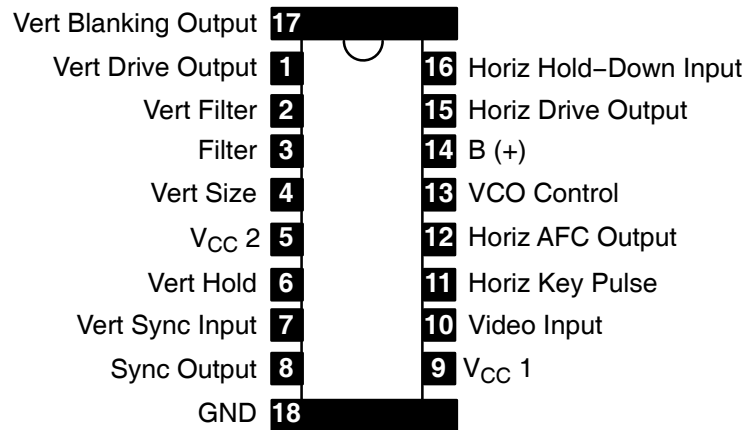 Vert Blanking Output 17
Vert Drive Output 1 16 Horiz Hold–Down Input
Vert Filter 2 15 Horiz Drive Output
Filter 3 14 B (+)
Vert Size 4 13 VCO Control
VCC 2 5 12 Horiz AFC Output
Vert Hold 6 11 Horiz Key Pulse
Vert Sync Input 7 10 Video Input
Sync Output 8 9 VCC 1
GND 18